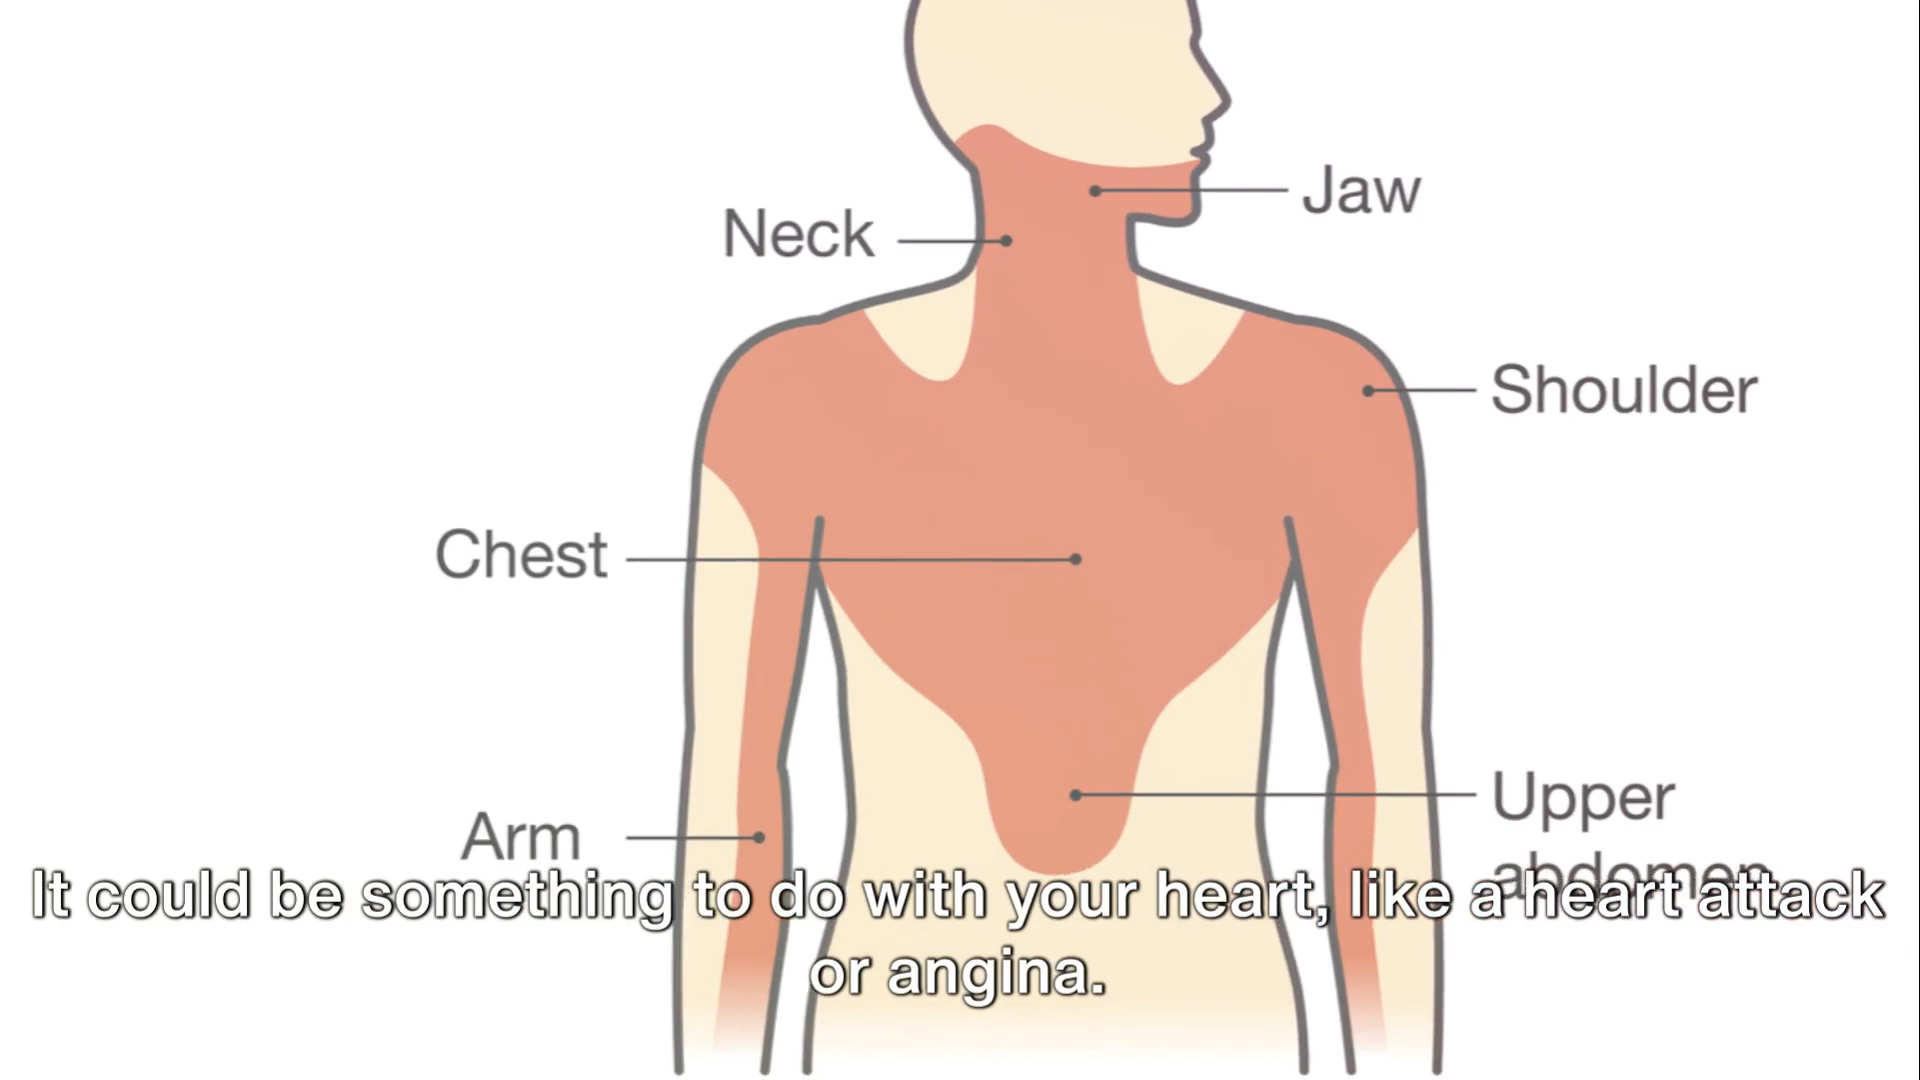 Jaw
Neck
Shoulder
Chest
Upper
abdomen
Arm
It could be something to do with your heart, like a heart attack
or angina.